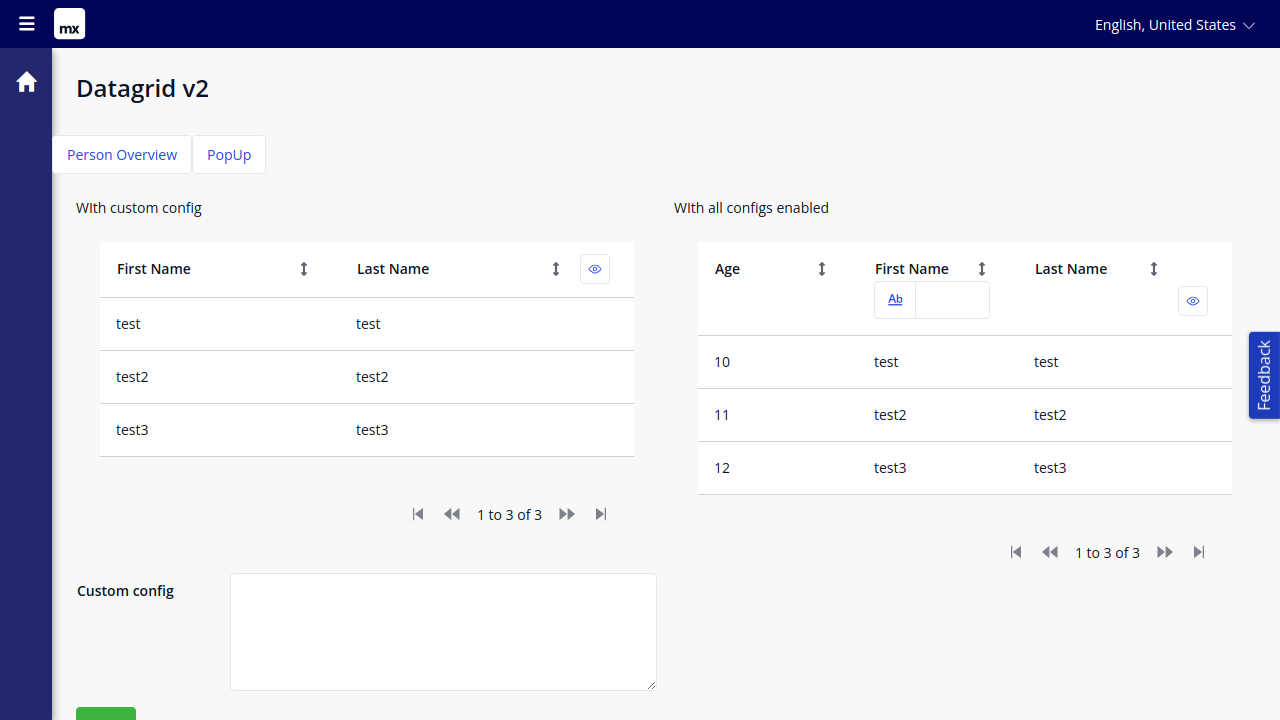 mx
English, United States
Datagrid v2
Person Overview
PopUp
WIth custom config
First Name
Last Name
test
test
test2
test2
test3
test3
1 to 3 of 3
Custom config
WIth all configs enabled
Age
First Name
Last Name
Ab
10
test
test
11
test2
test2
12
test3
test3
1 to 3 of 3
Feedback